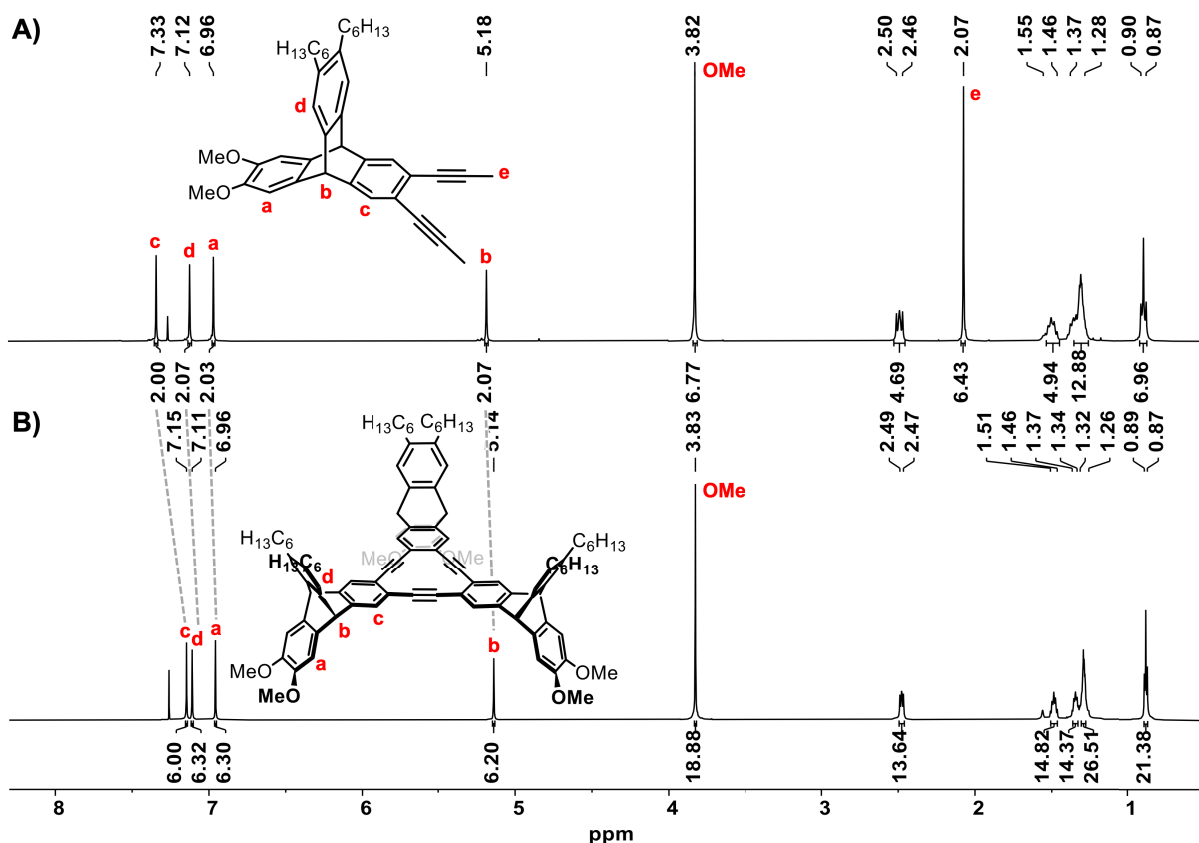 A)
7.33
7.12
6.96
5.18
3.82
2.50
2.46
2.07
1.55
1.46
1.37
1.28
0.90
0.87
H₁₃C₆
C₆H₁₃
OMe
d
e
MeO
MeO
e
b
a
c
c
d
a
b
2.00
2.07
2.03
2.07
6.77
4.69
6.43
4.94
12.88
6.96
B)
7.15
7.11
6.96
5.14
3.83
2.49
2.47
1.51
1.46
1.37
1.34
1.32
1.26
0.89
0.87
H₁₃C₆
C₆H₁₃
OMe
H₁₃C₆
MeO
OMe
C₆H₁₃
H₁₃C₆
C₆H₁₃
d
c
b
a
MeO
MeO
OMe
OMe
c
d
a
b
6.00
6.32
6.30
6.20
18.88
13.64
14.82
14.37
26.51
21.38
8 7 6 5 4 3 2 1
ppm